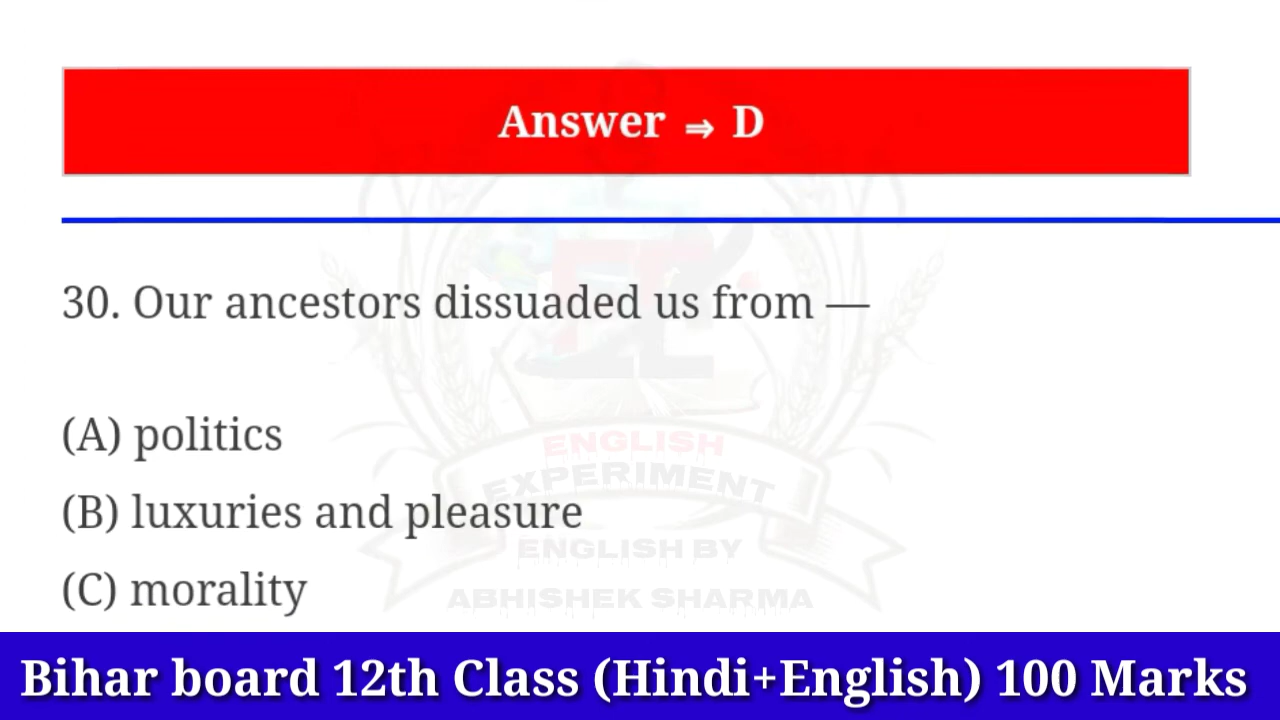 Answer ⇒ D
30. Our ancestors dissuaded us from —
(A) politics
(B) luxuries and pleasure
(C) morality
ENGLISH
EXPERIMENT
ENGLISH BY
ABHISHEK SHARMA
Bihar board 12th Class (Hindi+English) 100 Marks